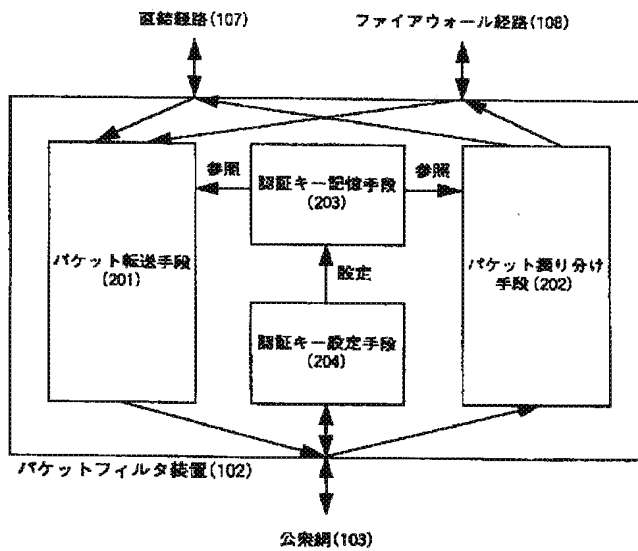 直結経路(107)
ファイアウォール経路(108)
参照
認証キー記憶手段
(203)
参照
パケット転送手段
(201)
設定
パケット振り分け
手段(202)
認証キー設定手段
(204)
パケットフィルタ装置(102)
公衆網(103)